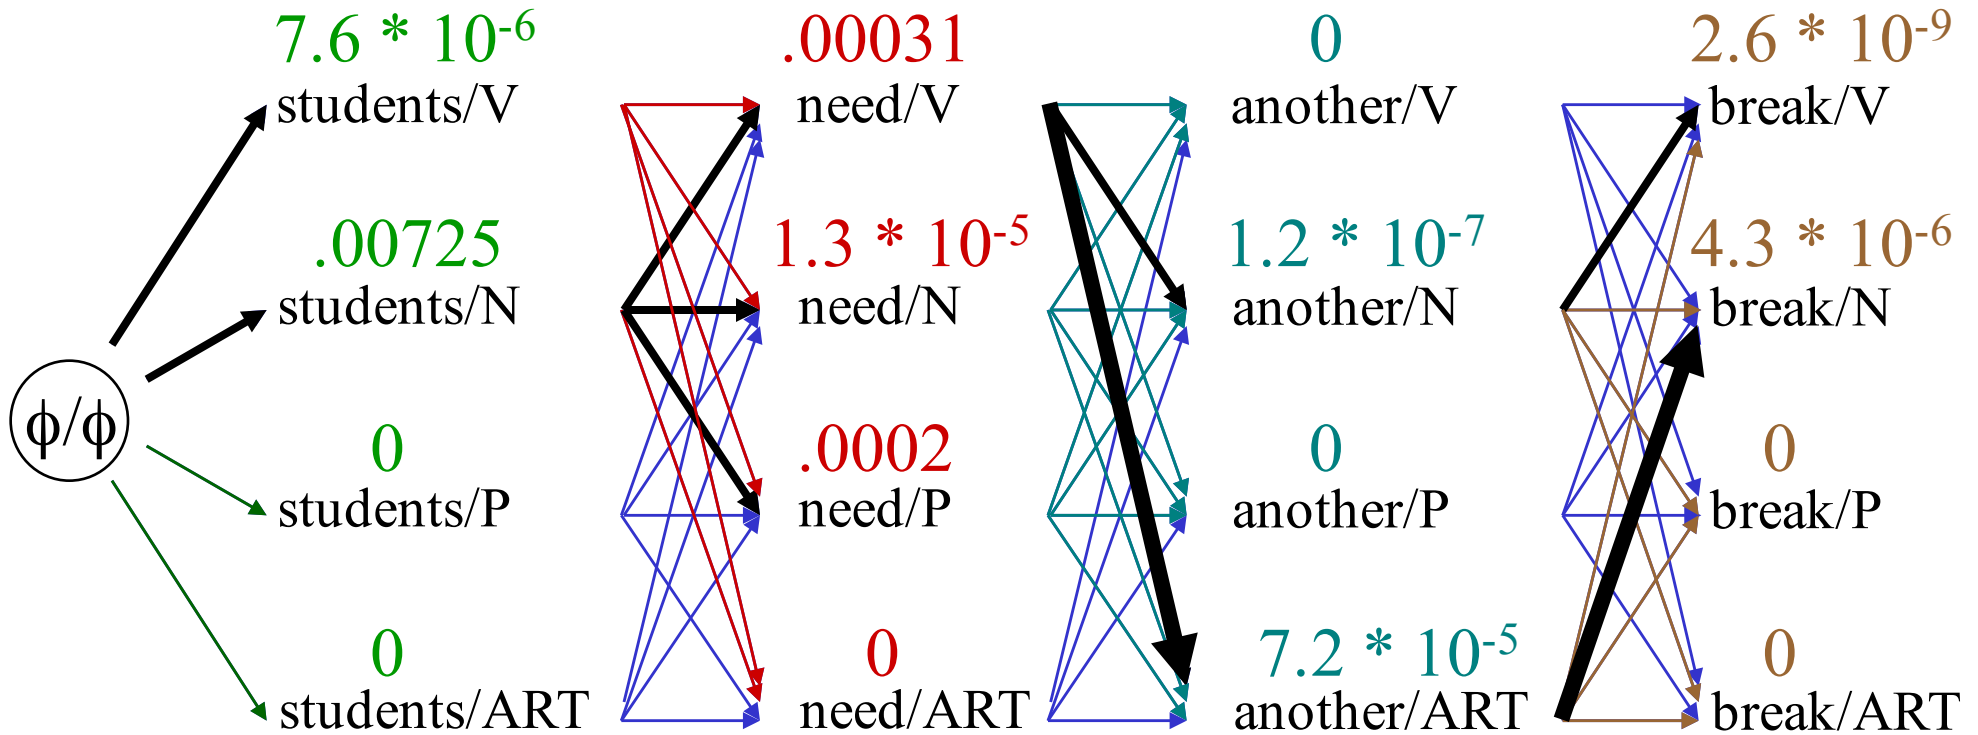 7.6 * 10-6 .00031 0 2.6 * 10-9
students/V need/V another/V break/V
.00725 1.3 * 10-5 1.2 * 10-7 4.3 * 10-6
students/N need/N another/N break/N
ϕ/ϕ
0 .0002 0 0
students/P need/P another/P break/P
0 0 7.2 * 10-5 0
students/ART need/ART another/ART break/ART